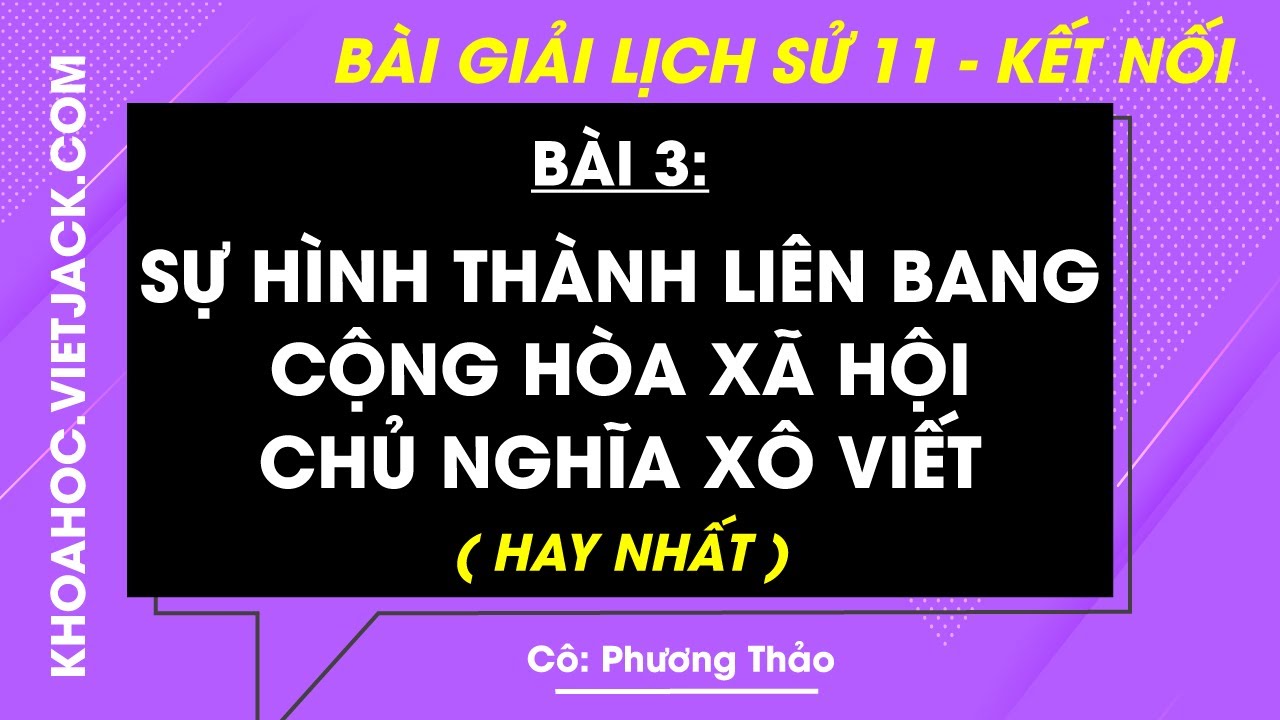 BÀI GIẢI LỊCH SỬ 11 - KẾT NỐI
KHOAHOC.VIETJACK.COM
BÀI 3:
SỰ HÌNH THÀNH LIÊN BANG
CỘNG HÒA XÃ HỘI
CHỦ NGHĨA XÔ VIẾT
( HAY NHẤT )
Cô: Phương Thảo